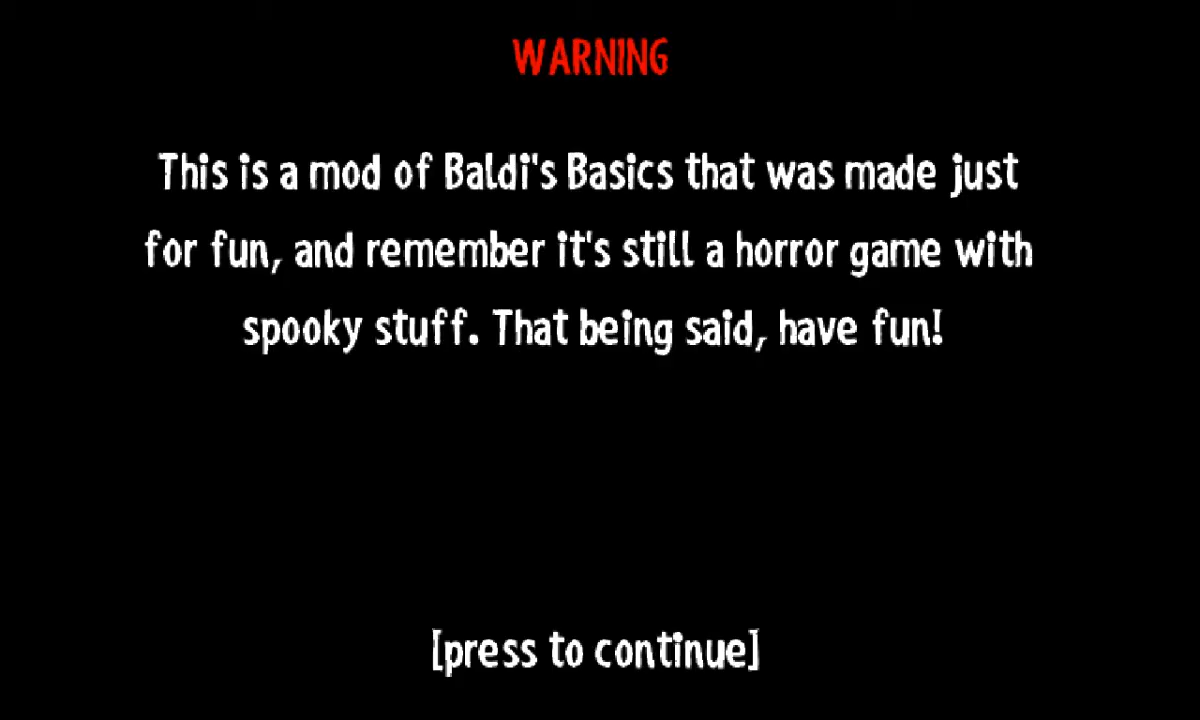 WARNING
This is a mod of Baldi's Basics that was made just
for fun, and remember it's still a horror game with
spooky stuff. That being said, have fun!
[press to continue]